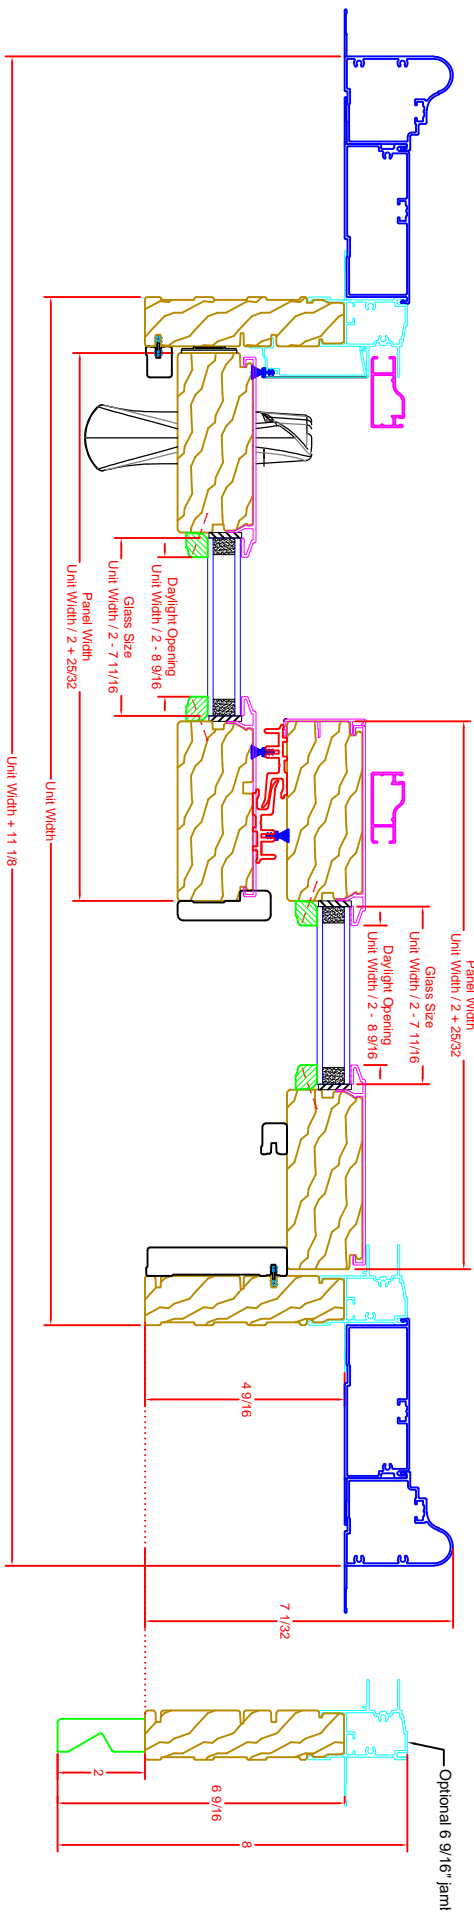 Unit Width + 11 1/8
Unit Width
Panel Width
Unit Width / 2 + 25/32
Glass Size
Unit Width / 2 - 7 11/16
Daylight Opening
Unit Width / 2 - 8 9/16
Panel Width
Unit Width / 2 + 25/32
Glass Size
Unit Width / 2 - 7 11/16
Daylight Opening
Unit Width / 2 - 8 9/16
4 9/16
7 1/32
2
6 9/16
8
Optional 6 9/16" jamb